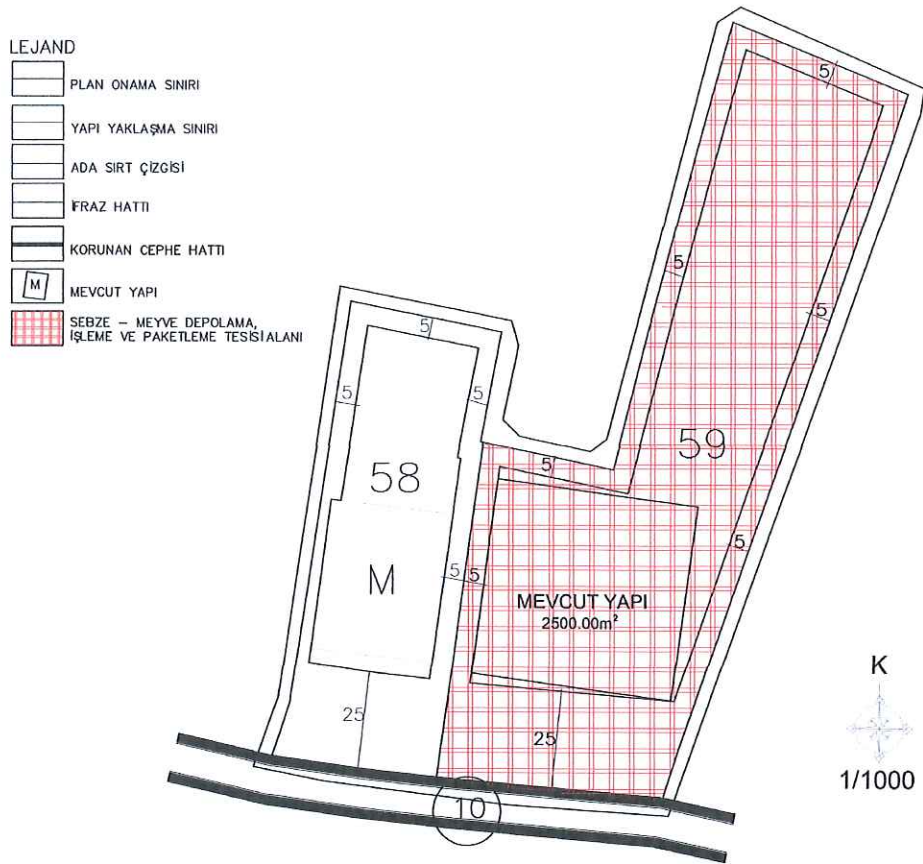 LEJAND
PLAN ONAMA SINIRI
YAPI YAKLAŞMA SINIRI
ADA SIRT ÇİZGİSİ
İFRAZ HATTI
KORUNAN CEPHE HATTI
M
MEVCUT YAPI
SEBZE - MEYVE DEPOLAMA,
İŞLEME VE PAKETLEME TESİSİ ALANI
5
5
5
5
5
5
5
58
59
5
M
5
5
5
MEVCUT YAPI
2500.00m²
25
25
10
K
1/1000